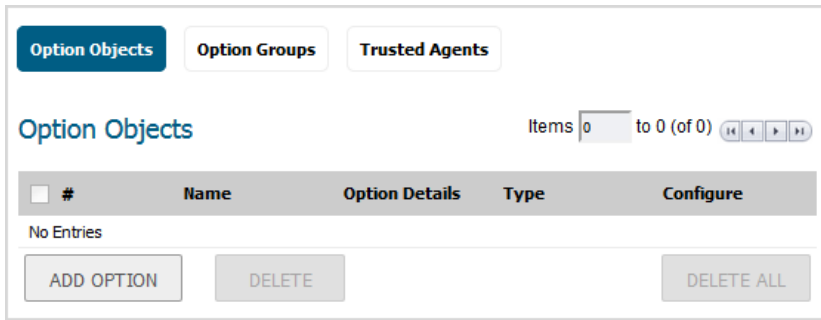 Option Objects Option Groups Trusted Agents
Option Objects Items 0 to 0 (of 0)
# Name Option Details Type Configure
No Entries
ADD OPTION DELETE DELETE ALL